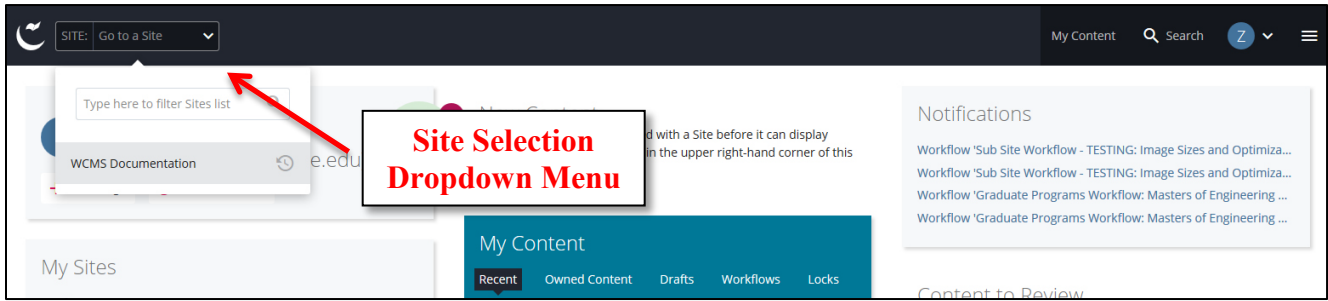 SITE: Go to a Site
My Content
Search
Z
Type here to filter Sites list
WCMS Documentation
e.edu
Site Selection
Dropdown Menu
d with a Site before it can display
in the upper right-hand corner of this
Notifications
Workflow 'Sub Site Workflow - TESTING: Image Sizes and Optimiza...
Workflow 'Sub Site Workflow - TESTING: Image Sizes and Optimiza...
Workflow 'Graduate Programs Workflow: Masters of Engineering ...
Workflow 'Graduate Programs Workflow: Masters of Engineering ...
My Sites
My Content
Recent Owned Content Drafts Workflows Locks
Content to Review